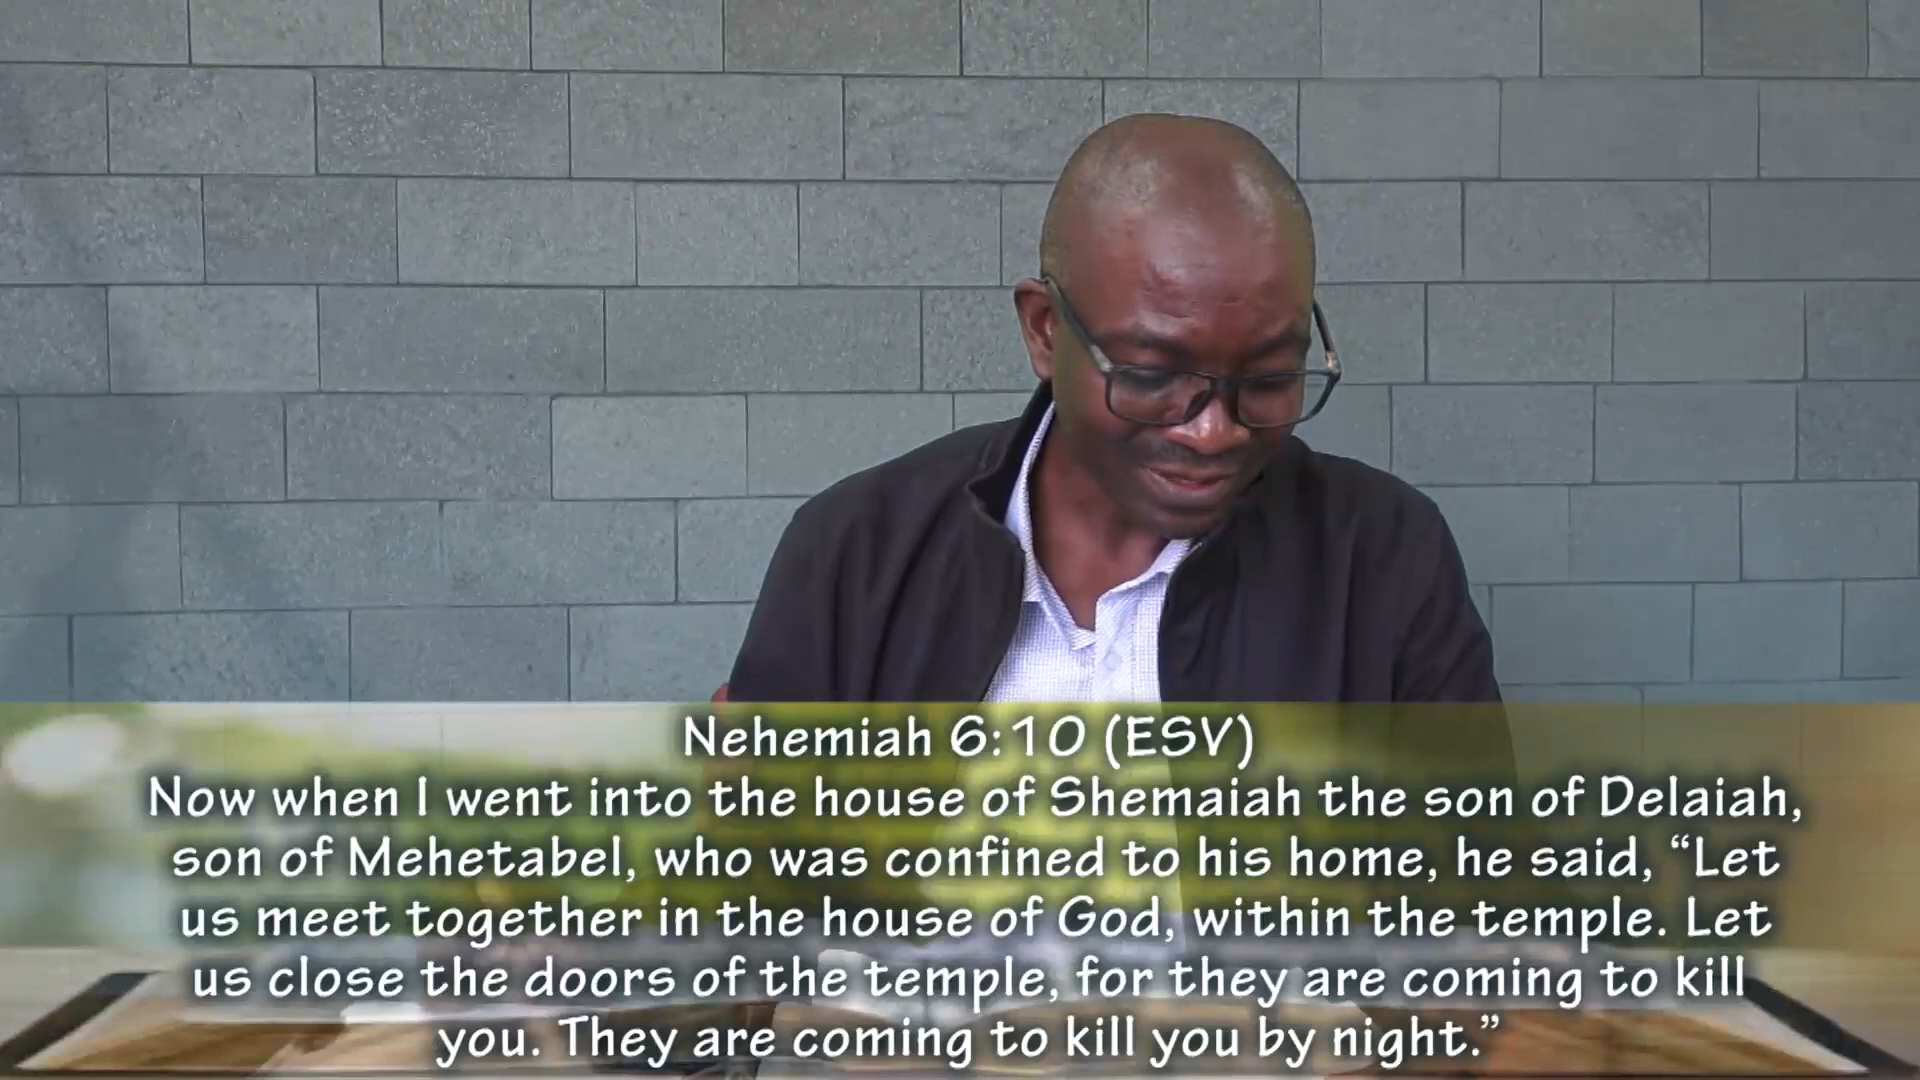 Nehemiah 6:10 (ESV)
Now when I went into the house of Shemaiah the son of Delaiah,
son of Mehetabel, who was confined to his home, he said, “Let
us meet together in the house of God, within the temple. Let
us close the doors of the temple, for they are coming to kill
you. They are coming to kill you by night.”